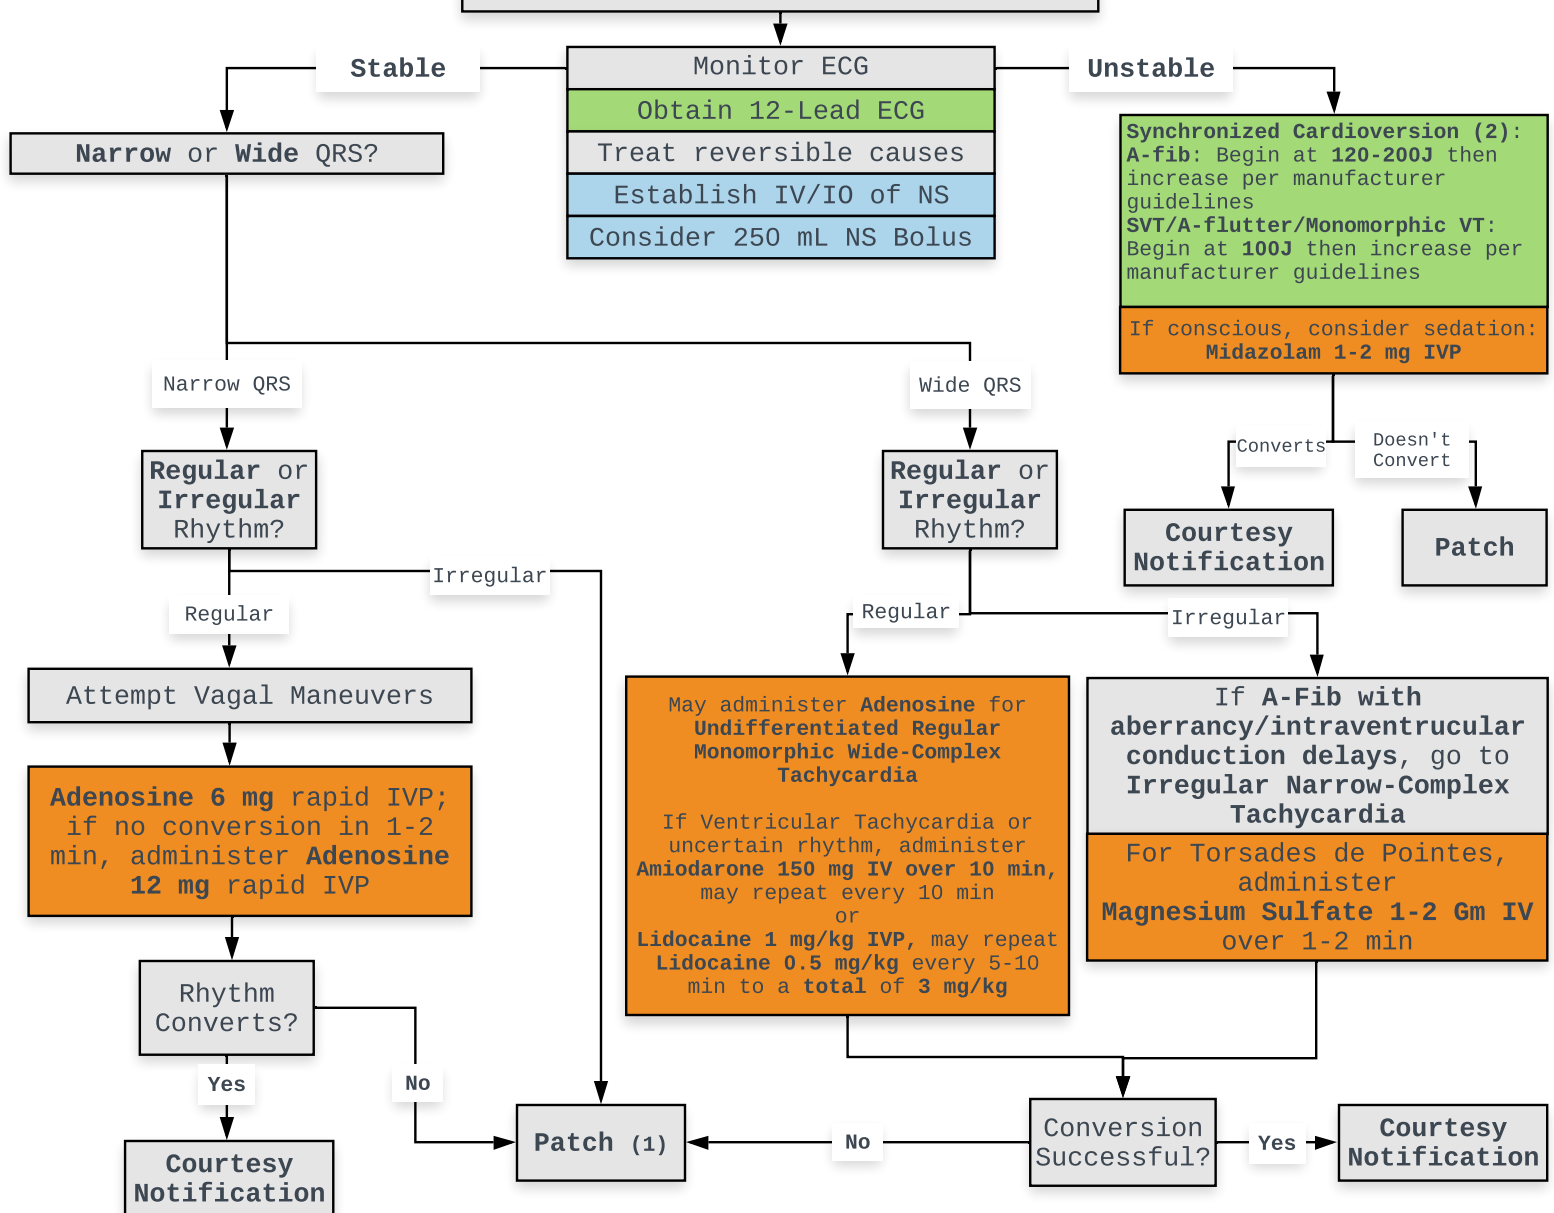 Monitor ECG
Obtain 12-Lead ECG
Treat reversible causes
Establish IV/IO of NS
Consider 250 mL NS Bolus
Stable
Unstable
Narrow or Wide QRS?
Synchronized Cardioversion (2):
A-fib: Begin at 120-200J then
increase per manufacturer
guidelines
SVT/A-flutter/Monomorphic VT:
Begin at 100J then increase per
manufacturer guidelines
If conscious, consider sedation:
Midazolam 1-2 mg IVP
Converts
Doesn't
Convert
Courtesy
Notification
Patch
Narrow QRS
Wide QRS
Regular or
Irregular
Rhythm?
Regular
Irregular
Attempt Vagal Maneuvers
Adenosine 6 mg rapid IVP;
if no conversion in 1-2
min, administer Adenosine
12 mg rapid IVP
Rhythm
Converts?
Yes
No
Courtesy
Notification
Patch (1)
Regular or
Irregular
Rhythm?
Regular
Irregular
May administer Adenosine for
Undifferentiated Regular
Monomorphic Wide-Complex
Tachycardia
If Ventricular Tachycardia or
uncertain rhythm, administer
Amiodarone 150 mg IV over 10 min,
may repeat every 10 min
or
Lidocaine 1 mg/kg IVP, may repeat
Lidocaine 0.5 mg/kg every 5-10
min to a total of 3 mg/kg
If A-Fib with
aberrancy/intraventrucular
conduction delays, go to
Irregular Narrow-Complex
Tachycardia
For Torsades de Pointes,
administer
Magnesium Sulfate 1-2 Gm IV
over 1-2 min
Conversion
Successful?
No
Yes
Courtesy
Notification